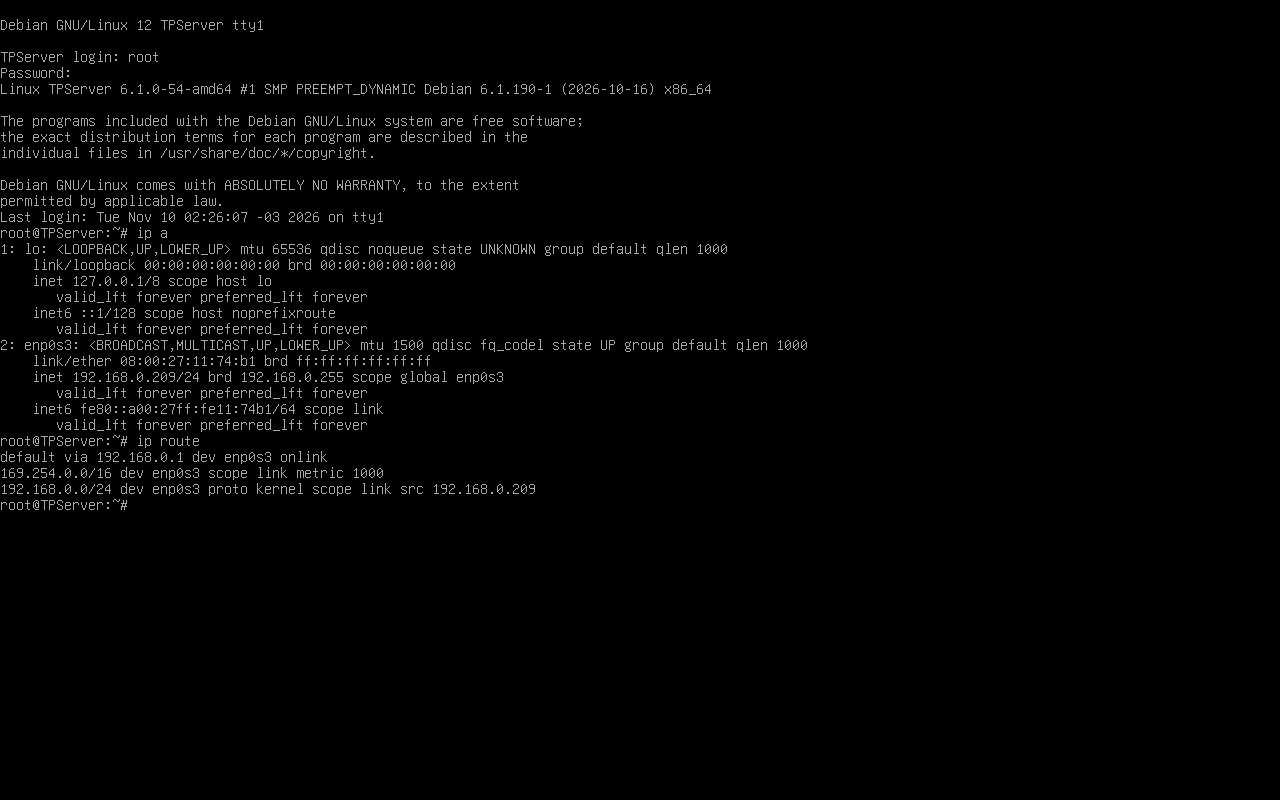 Debian GNU/Linux 12 TPServer tty1
TPServer login: root
Password:
Linux TPServer 6.1.0-54-amd64 #1 SMP PREEMPT_DYNAMIC Debian 6.1.190-1 (2026-10-16) x86_64
The programs included with the Debian GNU/Linux system are free software;
the exact distribution terms for each program are described in the
individual files in /usr/share/doc/*/copyright.
Debian GNU/Linux comes with ABSOLUTELY NO WARRANTY, to the extent
permitted by applicable law.
Last login: Tue Nov 10 02:26:07 -03 2026 on tty1
root@TPServer:~# ip a
1: lo: <LOOPBACK,UP,LOWER_UP> mtu 65536 qdisc noqueue state UNKNOWN group default qlen 1000
    link/loopback 00:00:00:00:00:00 brd 00:00:00:00:00:00
    inet 127.0.0.1/8 scope host lo
       valid_lft forever preferred_lft forever
    inet6 ::1/128 scope host noprefixroute
       valid_lft forever preferred_lft forever
2: enp0s3: <BROADCAST,MULTICAST,UP,LOWER_UP> mtu 1500 qdisc fq_codel state UP group default qlen 1000
    link/ether 08:00:27:11:74:b1 brd ff:ff:ff:ff:ff:ff
    inet 192.168.0.209/24 brd 192.168.0.255 scope global enp0s3
       valid_lft forever preferred_lft forever
    inet6 fe80::a00:27ff:fe11:74b1/64 scope link
       valid_lft forever preferred_lft forever
root@TPServer:~# ip route
default via 192.168.0.1 dev enp0s3 onlink
169.254.0.0/16 dev enp0s3 scope link metric 1000
192.168.0.0/24 dev enp0s3 proto kernel scope link src 192.168.0.209
root@TPServer:~#